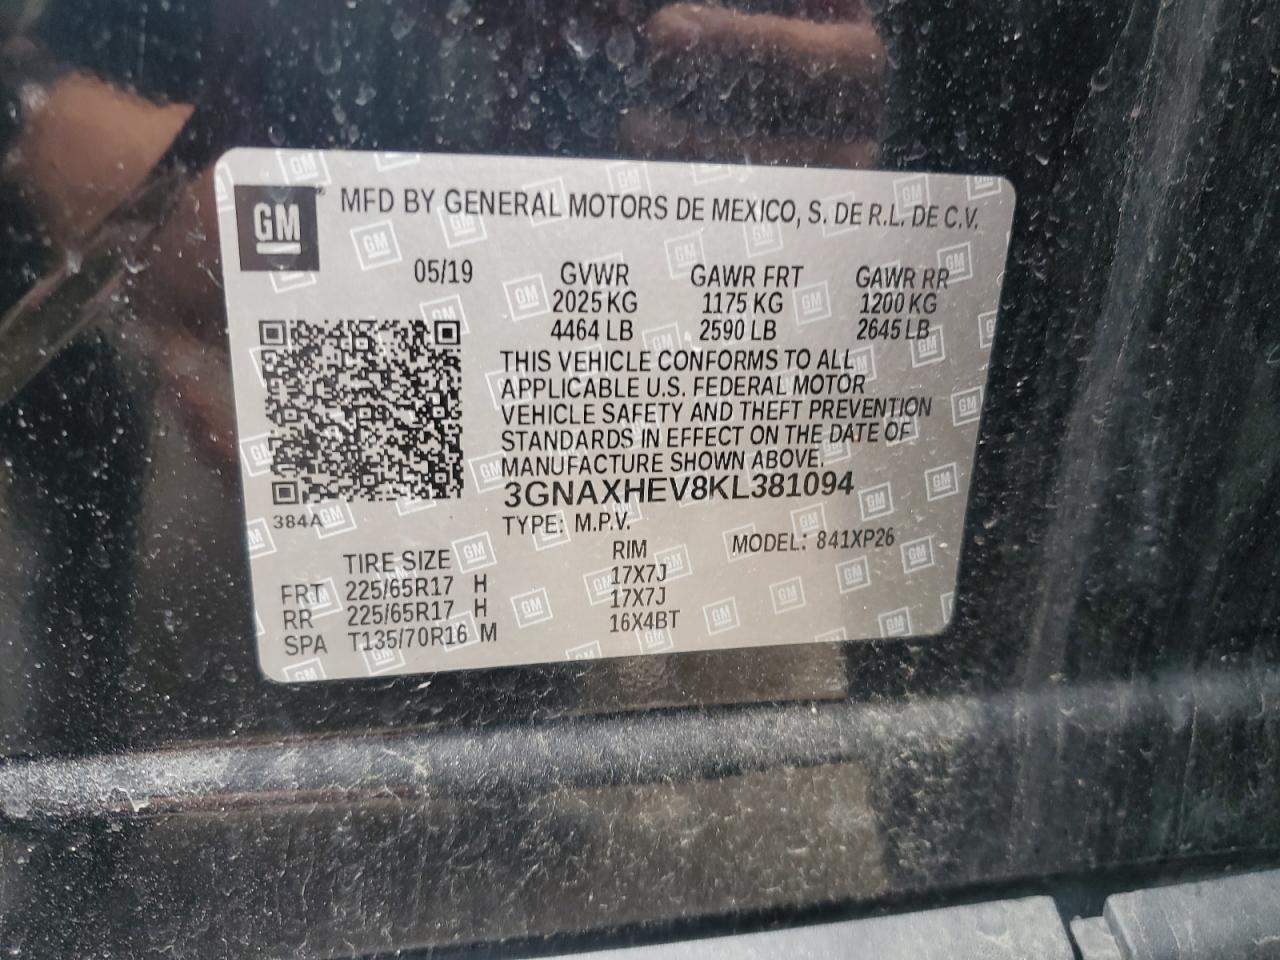 GM MFD BY GENERAL MOTORS DE MEXICO, S. DE R.L. DE C.V.
05/19 GVWR GAWR FRT GAWR RR
2025 KG 1175 KG 1200 KG
4464 LB 2590 LB 2645 LB
THIS VEHICLE CONFORMS TO ALL
APPLICABLE U.S. FEDERAL MOTOR
VEHICLE SAFETY AND THEFT PREVENTION
STANDARDS IN EFFECT ON THE DATE OF
MANUFACTURE SHOWN ABOVE.
3GNAXHEV8KL381094
384A
TYPE: M.P.V.
MODEL: 841XP26
TIRE SIZE RIM
FRT 225/65R17 H 17X7J
RR 225/65R17 H 17X7J
SPA T135/70R16 M 16X4BT